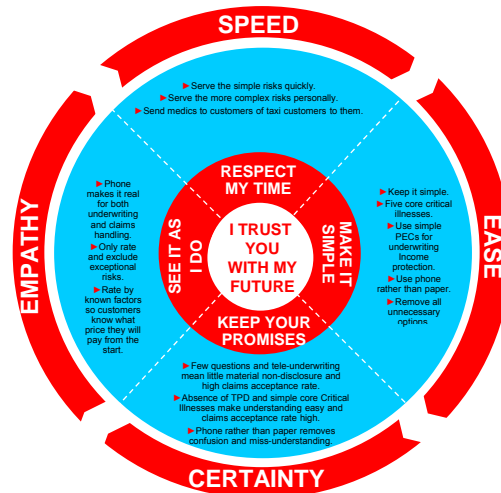 SPEED
►Serve the simple risks quickly.
►Serve the more complex risks personally.
►Send medics to customers of taxi customers to them.
EMPATHY
►Phone
makes it real
for both
underwriting
and claims
handling.
►Only rate
and exclude
exceptional
risks.
►Rate by
known factors
so customers
know what
price they will
pay from the
start.
RESPECT
MY TIME
SEE IT AS
I DO
I TRUST
YOU
WITH MY
FUTURE
MAKE IT
SIMPLE
KEEP YOUR
PROMISES
►Keep it simple.
►Five core critical
illnesses.
►Use simple
PECs for
underwriting
Income
protection.
►Use phone
rather than paper.
►Remove all
unnecessary
options.
EASE
►Few questions and tele-underwriting
mean little material non-disclosure and
high claims acceptance rate.
►Absence of TPD and simple core Critical
Illnesses make understanding easy and
claims acceptance rate high.
►Phone rather than paper removes
confusion and miss-understanding.
CERTAINTY